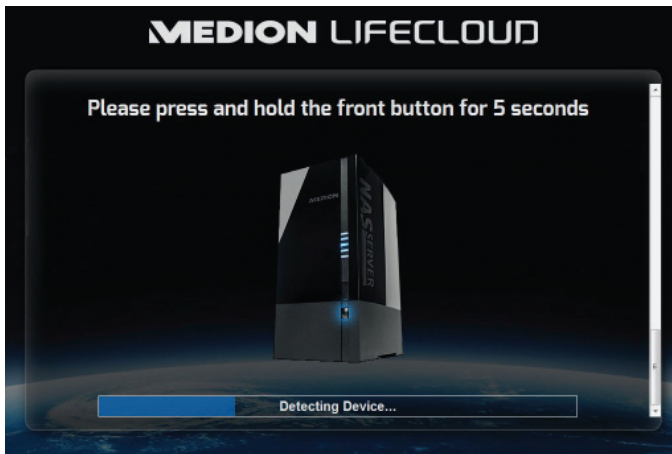 MEDION LIFECLOUD
Please press and hold the front button for 5 seconds
MEDION
NAS SERVER
Detecting Device...